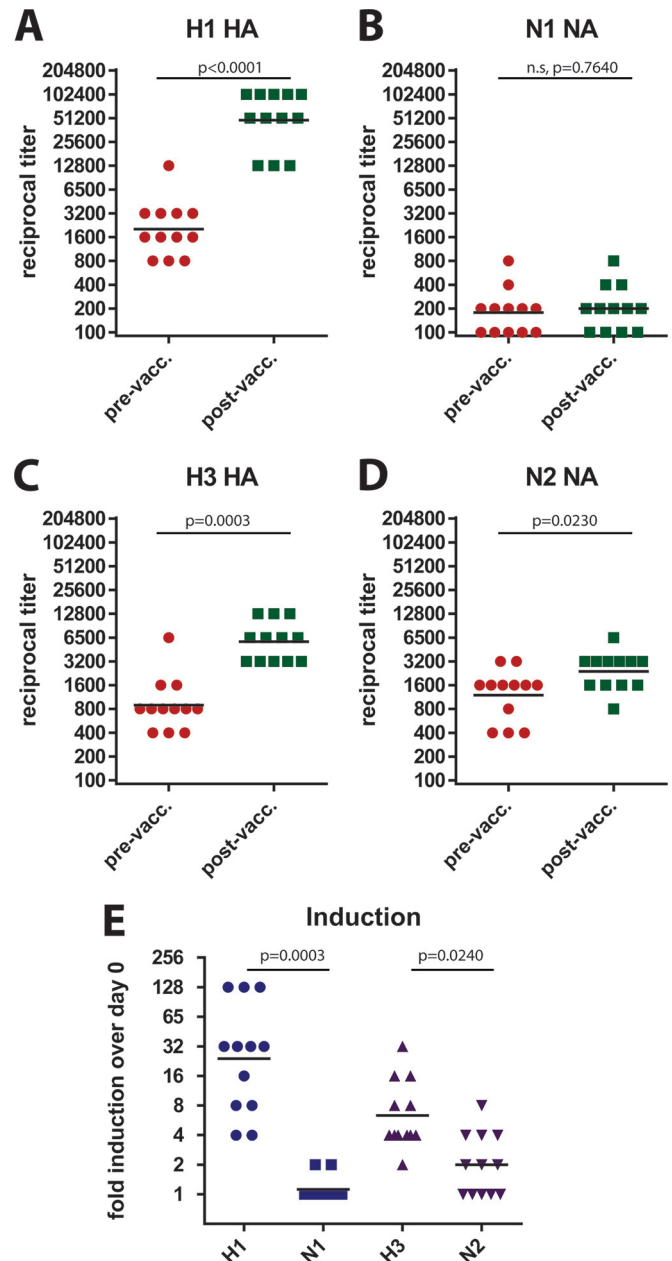 A
H1 HA
p<0.0001
reciprocal titer
204800
102400
51200
25600
12800
6500
3200
1600
800
400
200
100
pre-vacc.
post-vacc.
B
N1 NA
n.s, p=0.7640
reciprocal titer
204800
102400
51200
25600
12800
6500
3200
1600
800
400
200
100
pre-vacc.
post-vacc.
C
H3 HA
p=0.0003
reciprocal titer
204800
102400
51200
25600
12800
6500
3200
1600
800
400
200
100
pre-vacc.
post-vacc.
D
N2 NA
p=0.0230
reciprocal titer
204800
102400
51200
25600
12800
6500
3200
1600
800
400
200
100
pre-vacc.
post-vacc.
E
Induction
p=0.0003
p=0.0240
fold induction over day 0
256
128
65
32
16
8
4
2
1
H1
N1
H3
N2